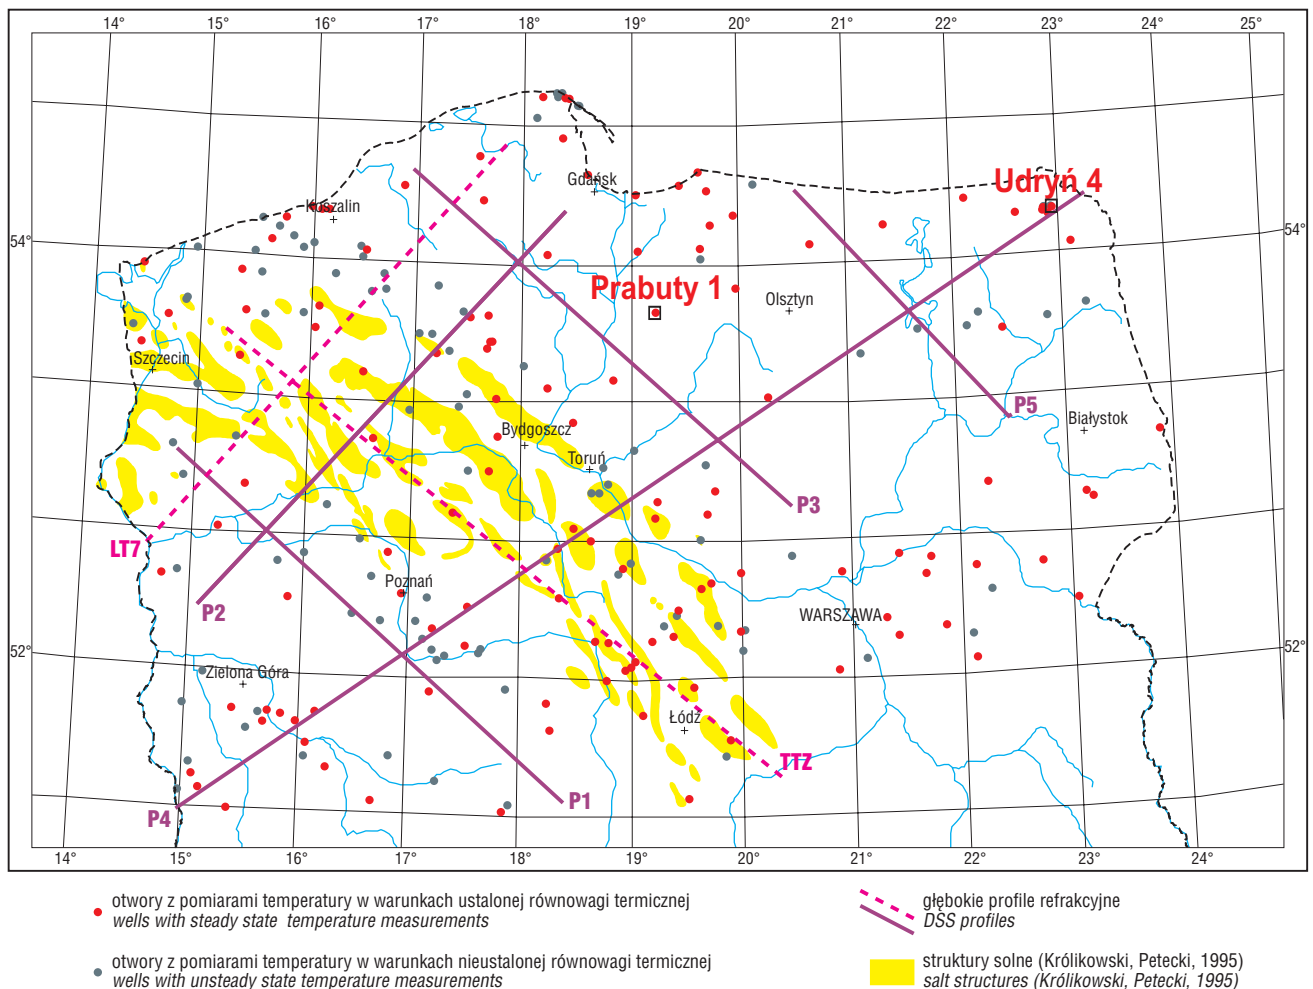 14° 15° 16° 17° 18° 19° 20° 21° 22° 23° 24° 25°
Gdańsk
Udryń 4
Koszalin
54°
54°
Prabuty 1
Olsztyn
Szczecin
P5
Białystok
Bydgoszcz
Toruń
P3
LT7
Poznań
P2
WARSZAWA
52°
52°
Zielona Góra
Łódź
TTZ
P4
P1
14° 15° 16° 17° 18° 19° 20° 21° 22° 23° 24°
otwory z pomiarami temperatury w warunkach ustalonej równowagi termicznej
wells with steady state temperature measurements
głębokie profile refrakcyjne
DSS profiles
otwory z pomiarami temperatury w warunkach nieustalonej równowagi termicznej
wells with unsteady state temperature measurements
struktury solne (Królikowski, Petecki, 1995)
salt structures (Królikowski, Petecki, 1995)